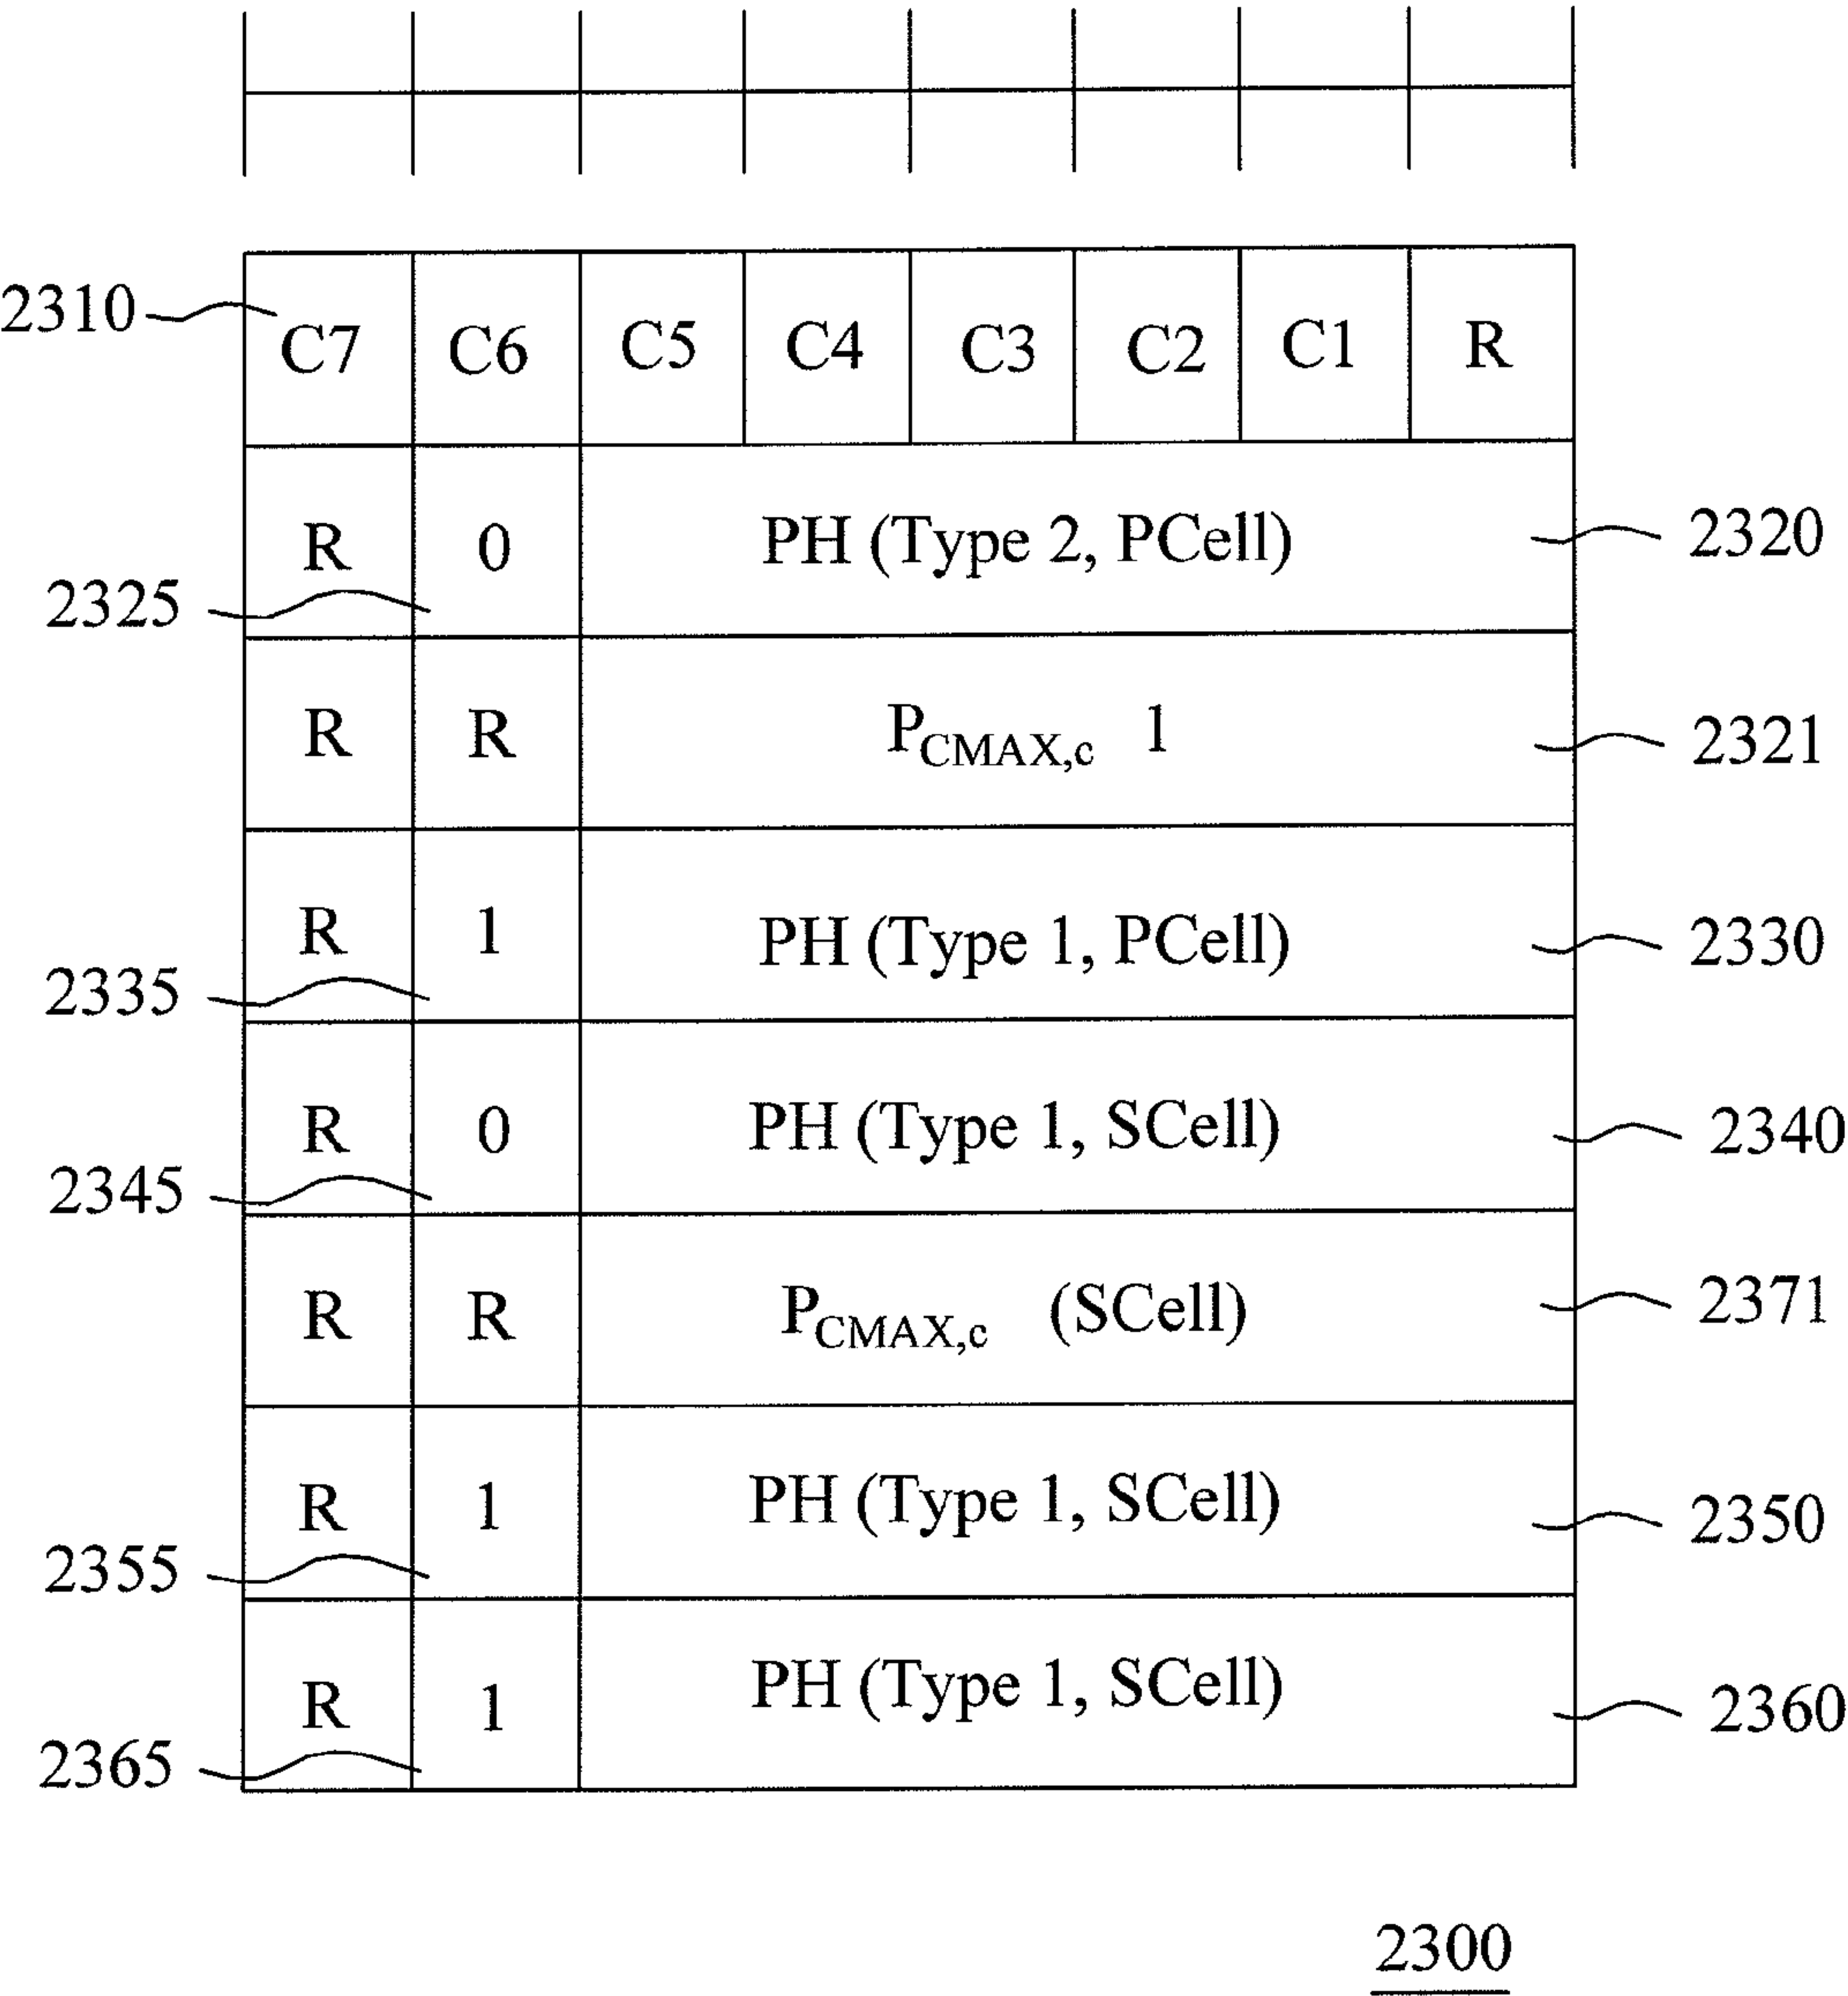 2310 C7 C6 C5 C4 C3 C2 C1 R
R 0 PH (Type 2, PCell) 2320
2325
R R PCMAX,c 1 2321
R 1 PH (Type 1, PCell) 2330
2335
R 0 PH (Type 1, SCell) 2340
2345
R R PCMAX,c (SCell) 2371
R 1 PH (Type 1, SCell) 2350
2355
R 1 PH (Type 1, SCell) 2360
2365
2300